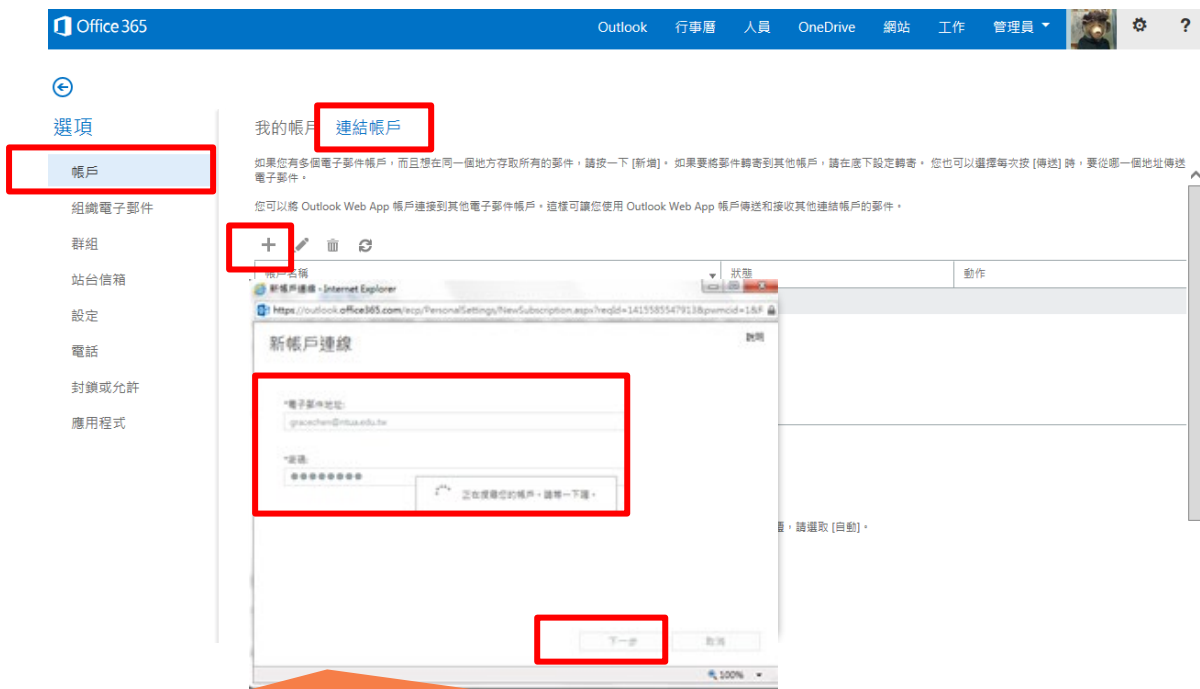 Office 365 Outlook 行事曆 人員 OneDrive 網站 工作 管理員 ?
選項
帳戶
組織電子郵件
群組
站台信箱
設定
電話
封鎖或允許
應用程式
我的帳戶 連結帳戶
如果您有多個電子郵件帳戶，而且想在同一個地方存取所有的郵件，請按一下 [新增]。 如果要將郵件轉寄到其他帳戶，請在底下設定轉寄。 您也可以選擇每次按 [傳送] 時，要從哪一個地址傳送
電子郵件。
您可以將 Outlook Web App 帳戶連接到其他電子郵件帳戶。這樣可讓您使用 Outlook Web App 帳戶傳送和接收其他連結帳戶的郵件。
帳戶名稱 狀態 動作
新帳戶連線 - Internet Explorer
https://outlook.office365.com/ecp/PersonalSettings/NewSubscription.aspx?reqId=1415585547913&pwmcid=1&F
新帳戶連線 說明
*電子郵件地址:
gracechen@ntua.edu.tw
*密碼:
正在搜尋您的帳戶，請等一下喔。
，請選取 [自動]。
下一步 取消
100%